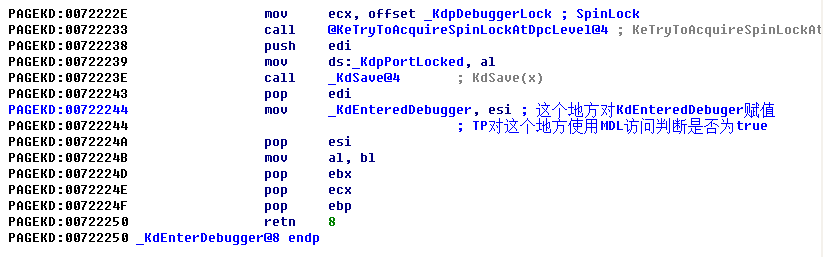 PAGEKD:0072222E mov ecx, offset _KdpDebuggerLock ; SpinLock
PAGEKD:00722233 call @KeTryToAcquireSpinLockAtDpcLevel@4 ; KeTryToAcquireSpinLockAt
PAGEKD:00722238 push edi
PAGEKD:00722239 mov ds:_KdpPortLocked, al
PAGEKD:0072223E call _KdSave@4 ; KdSave(x)
PAGEKD:00722243 pop edi
PAGEKD:00722244 mov _KdEnteredDebugger, esi ; 这个地方对KdEnteredDebuger赋值
PAGEKD:00722244 ; TP对这个地方使用MDL访问判断是否为true
PAGEKD:0072224A pop esi
PAGEKD:0072224B mov al, bl
PAGEKD:0072224D pop ebx
PAGEKD:0072224E pop ecx
PAGEKD:0072224F pop ebp
PAGEKD:00722250 retn 8
PAGEKD:00722250 _KdEnterDebugger@8 endp